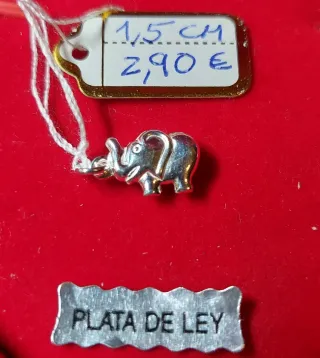 1,5 CM
2,90 €
PLATA DE LEY